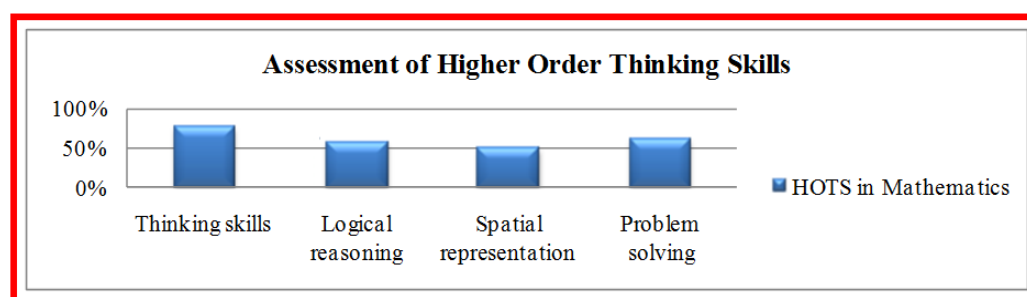 Assessment of Higher Order Thinking Skills
100%
50%
0%
Thinking skills
Logical
reasoning
Spatial
representation
Problem
solving
HOTS in Mathematics